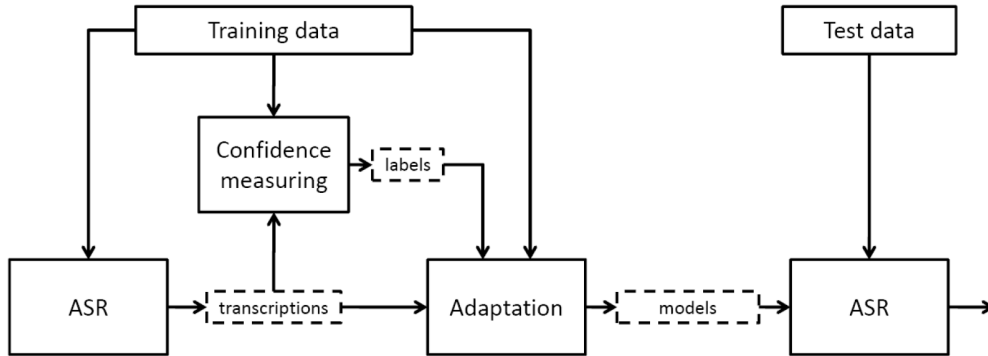 Training data
Test data
Confidence
measuring
labels
ASR
transcriptions
Adaptation
models
ASR